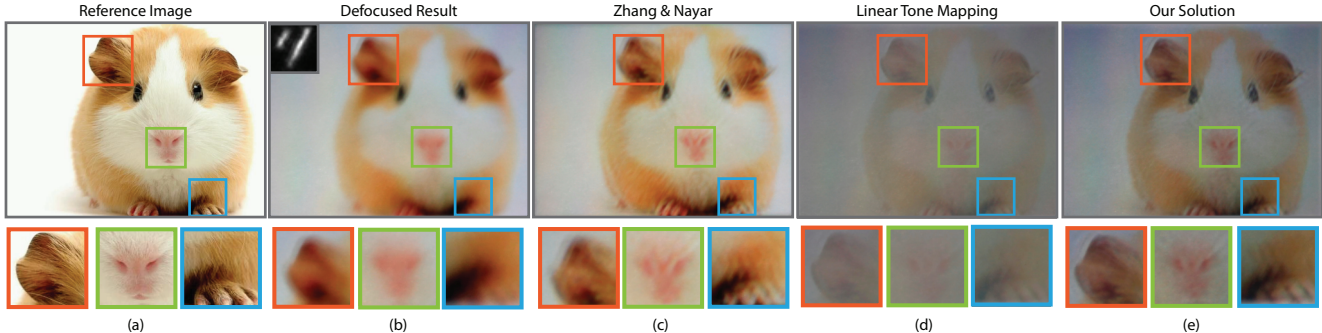 Reference Image
Defocused Result
Zhang & Nayar
Linear Tone Mapping
Our Solution
(a)
(b)
(c)
(d)
(e)